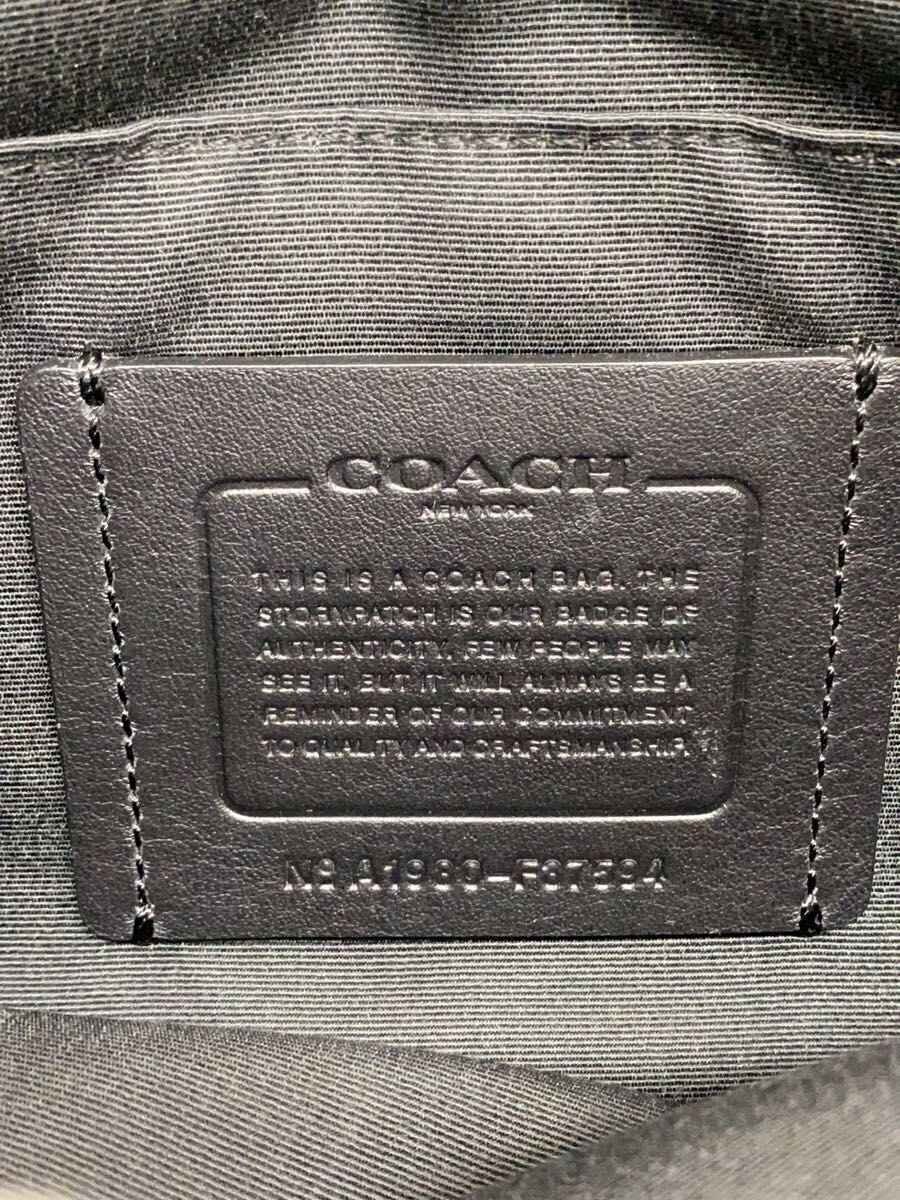 COACH
NEW YORK
THIS IS A COACH BAG. THE
STORYPATCH IS OUR BADGE OF
AUTHENTICITY. FEW PEOPLE MAY
SEE IT, BUT IT WILL ALWAYS BE A
REMINDER OF OUR COMMITMENT
TO QUALITY AND CRAFTSMANSHIP.
Nº A1980-F37594